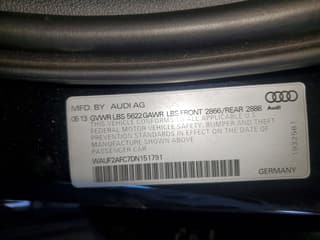 MFD. BY: AUDI AG
Audi
05 13 GVWR LBS 5622 GAWR LBS FRONT 2866/REAR 2888
THIS VEHICLE CONFORMS TO ALL APPLICABLE U.S.
FEDERAL MOTOR VEHICLE SAFETY, BUMPER, AND THEFT
PREVENTION STANDARDS IN EFFECT ON THE DATE OF
MANUFACTURE SHOWN ABOVE.
PASSENGER CAR
WAUF2AFC7DN151791
GERMANY